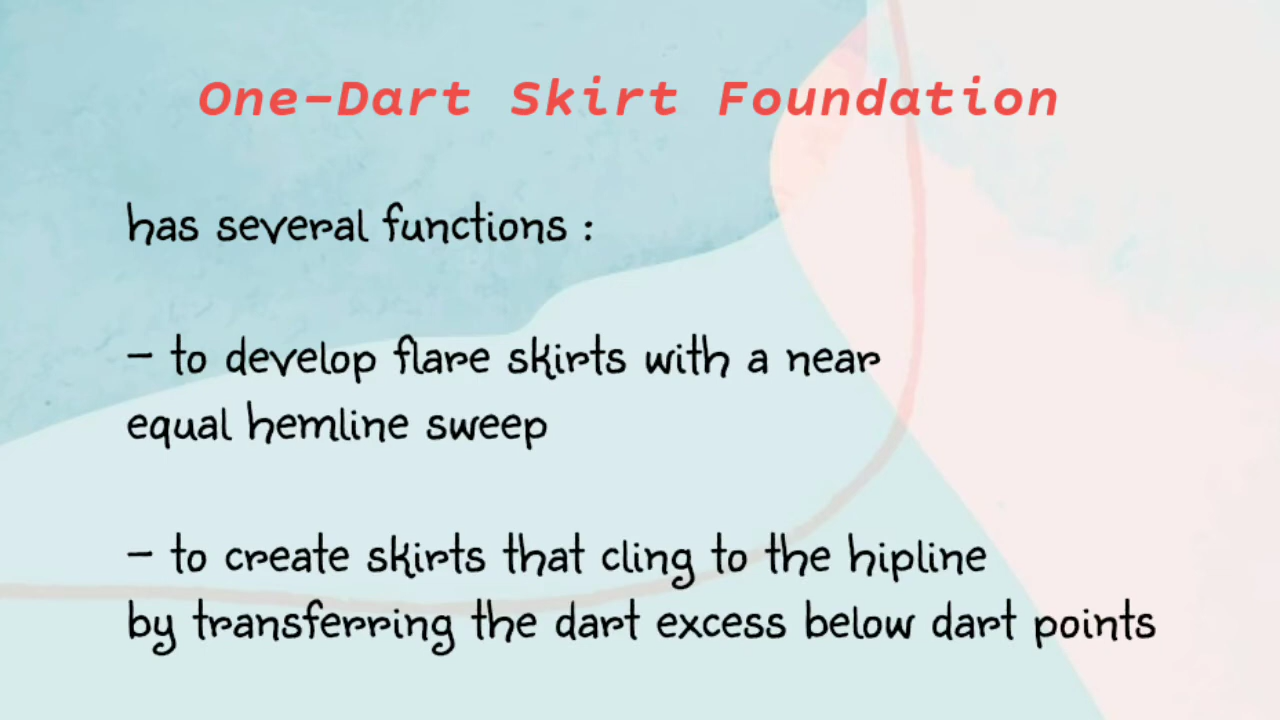 One-Dart Skirt Foundation
has several functions :
- to develop flare skirts with a near
equal hemline sweep
- to create skirts that cling to the hipline
by transferring the dart excess below dart points